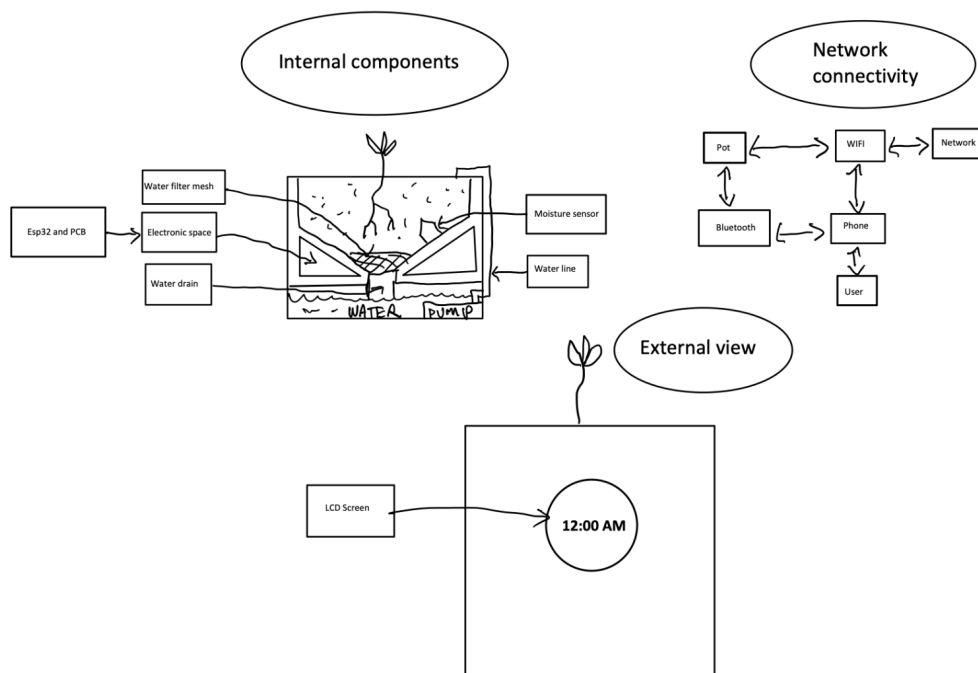 Internal components
Network
connectivity
Pot
WIFI
Network
Bluetooth
Phone
User
Water filter mesh
Esp32 and PCB
Electronic space
Water drain
Moisture sensor
Water line
WATER
PUMP
External view
LCD Screen
12:00 AM